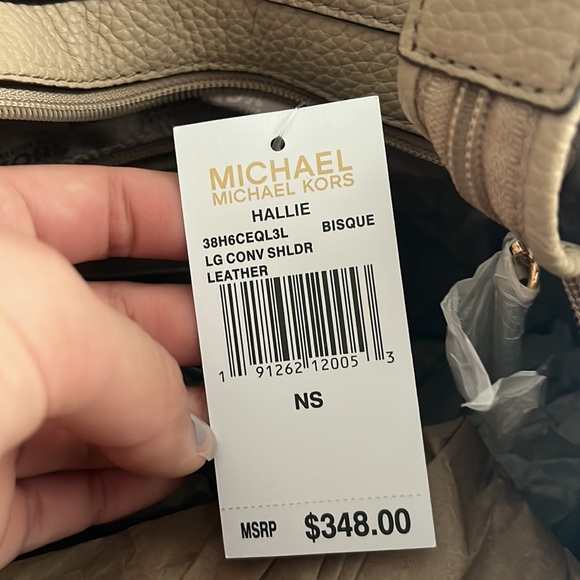 MICHAEL
MICHAEL KORS
HALLIE
38H6CEQL3L BISQUE
LG CONV SHLDR
LEATHER
1 91262 12005 3
NS
MSRP $348.00